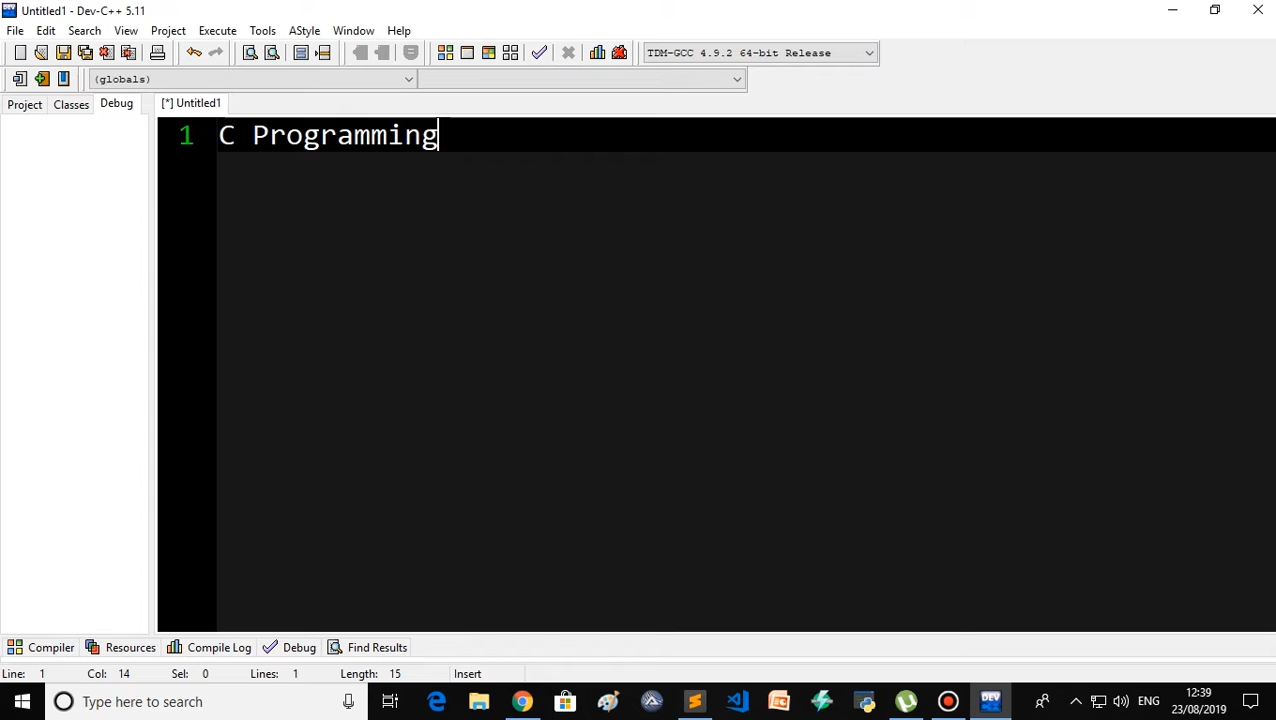 Untitled1 - Dev-C++ 5.11
File Edit Search View Project Execute Tools AStyle Window Help
TDM-GCC 4.9.2 64-bit Release
(globals)
Project Classes Debug [*] Untitled1
1 C Programming
Compiler Resources Compile Log Debug Find Results
Line: 1 Col: 14 Sel: 0 Lines: 1 Length: 15 Insert
Type here to search DEV ENG 12:39
23/08/2019